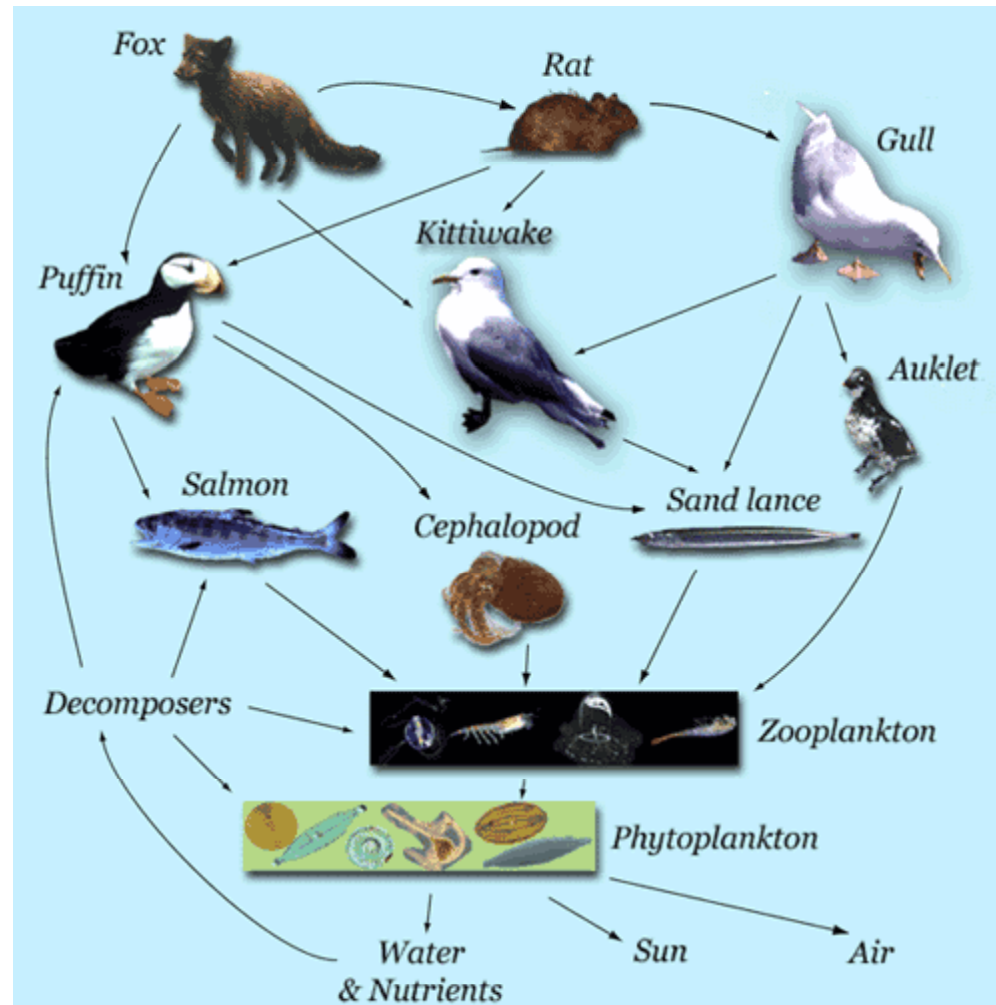 Fox
Rat
Gull
Kittiwake
Puffin
Auklet
Salmon
Sand lance
Cephalopod
Decomposers
Zooplankton
Phytoplankton
Water
& Nutrients
Sun
Air